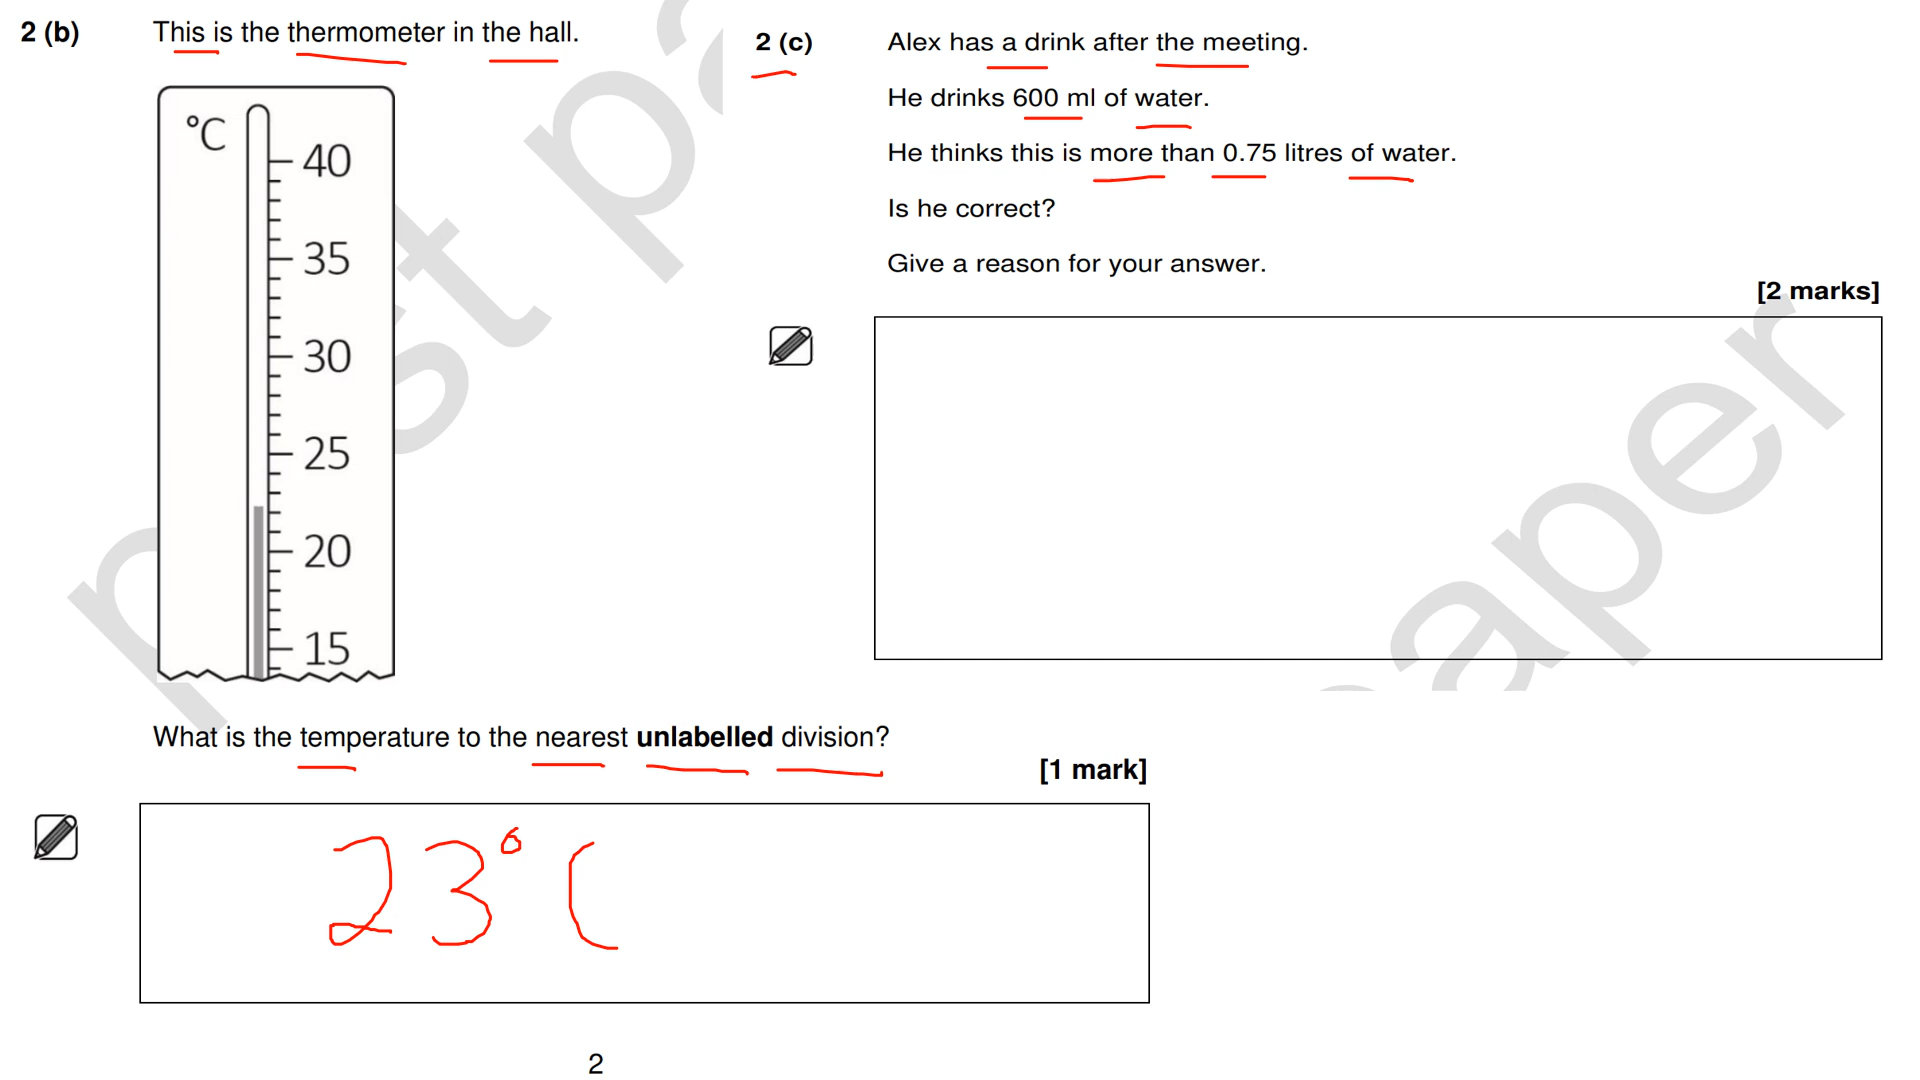 2 (b) This is the thermometer in the hall.
°C
40
35
30
25
20
15
What is the temperature to the nearest unlabelled division?
[1 mark]
23°C
2
2 (c) Alex has a drink after the meeting.
He drinks 600 ml of water.
He thinks this is more than 0.75 litres of water.
Is he correct?
Give a reason for your answer.
[2 marks]
past paper